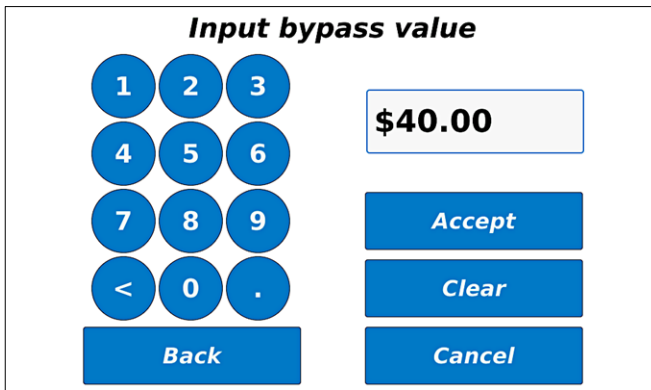 Input bypass value
1 2 3
$40.00
4 5 6
7 8 9
Accept
< 0 .
Clear
Back
Cancel